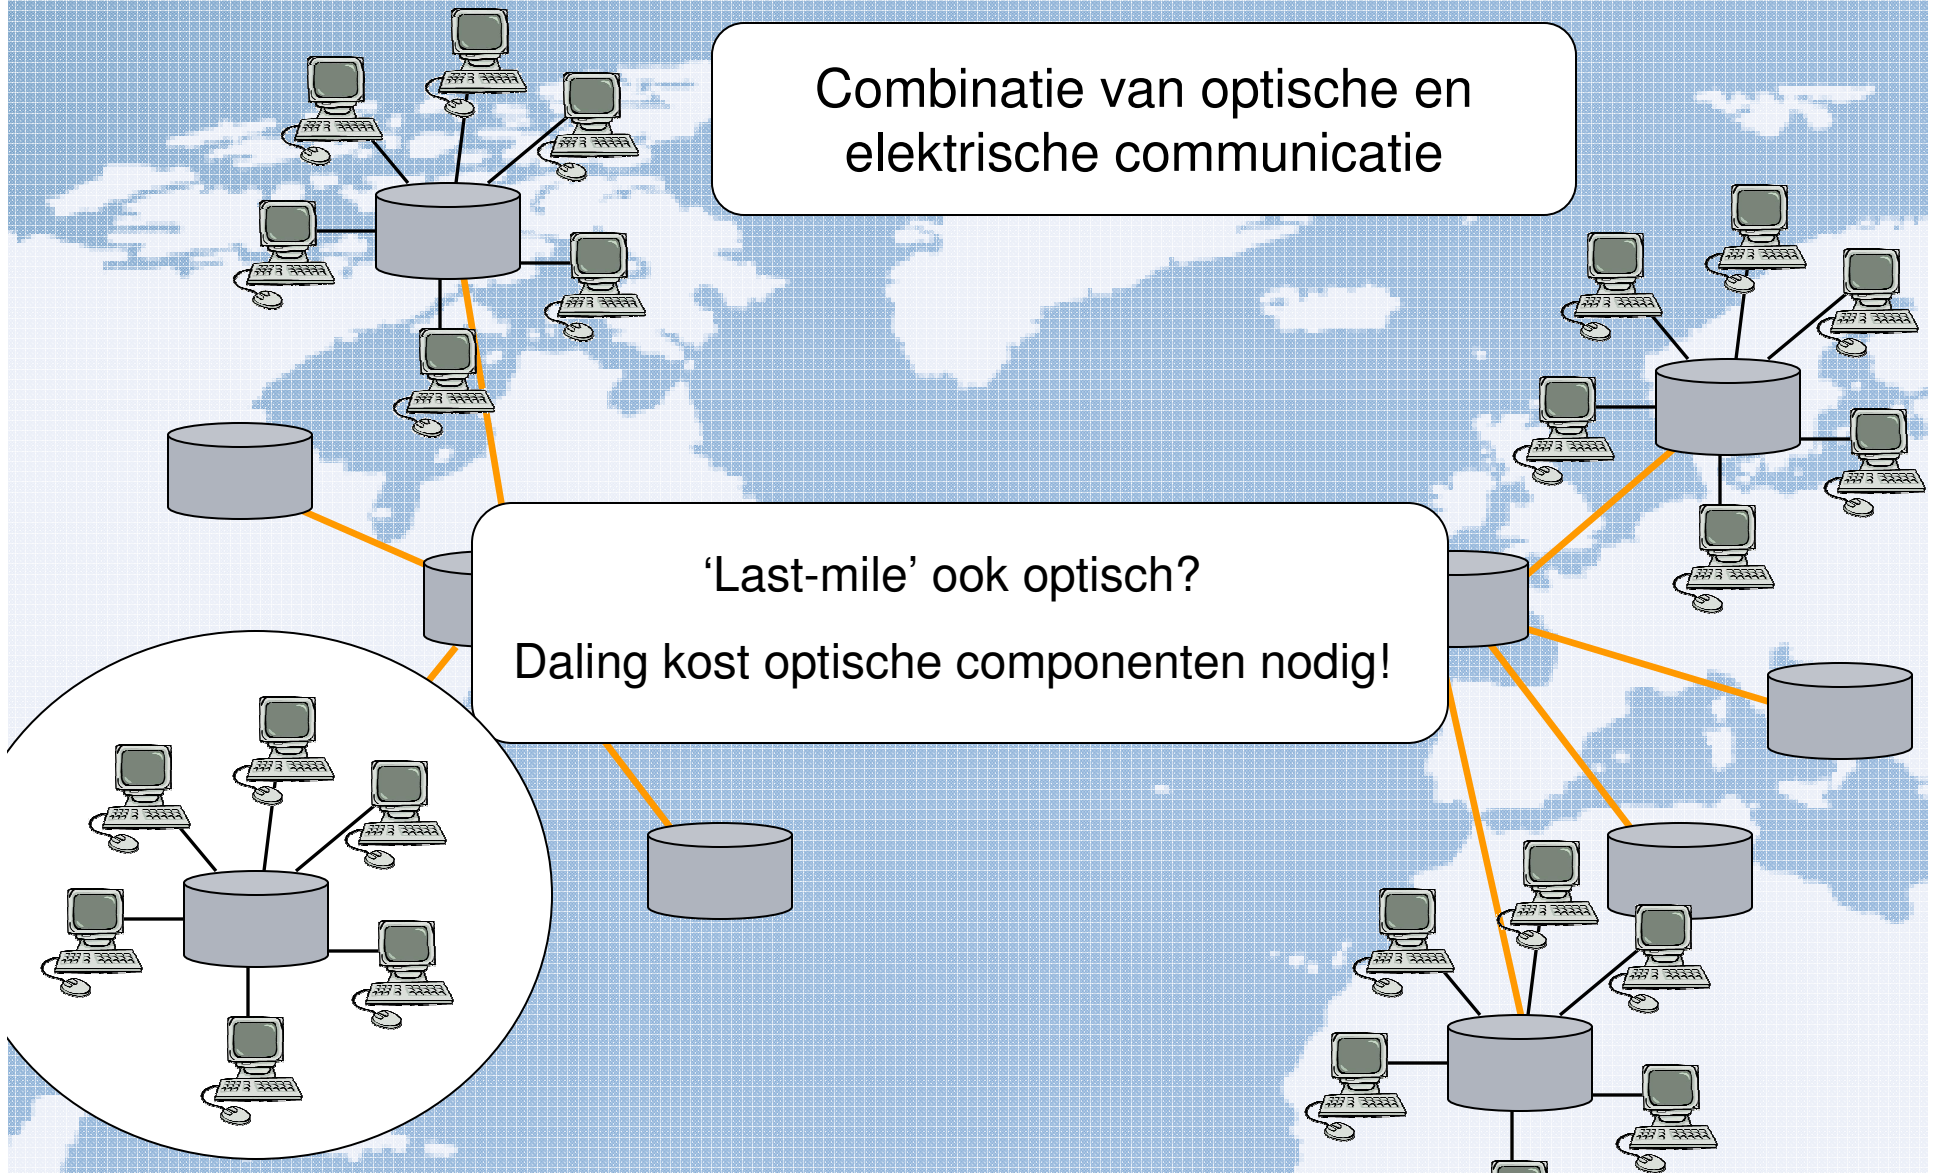 Combinatie van optische en
elektrische communicatie
‘Last-mile’ ook optisch?
Daling kost optische componenten nodig!